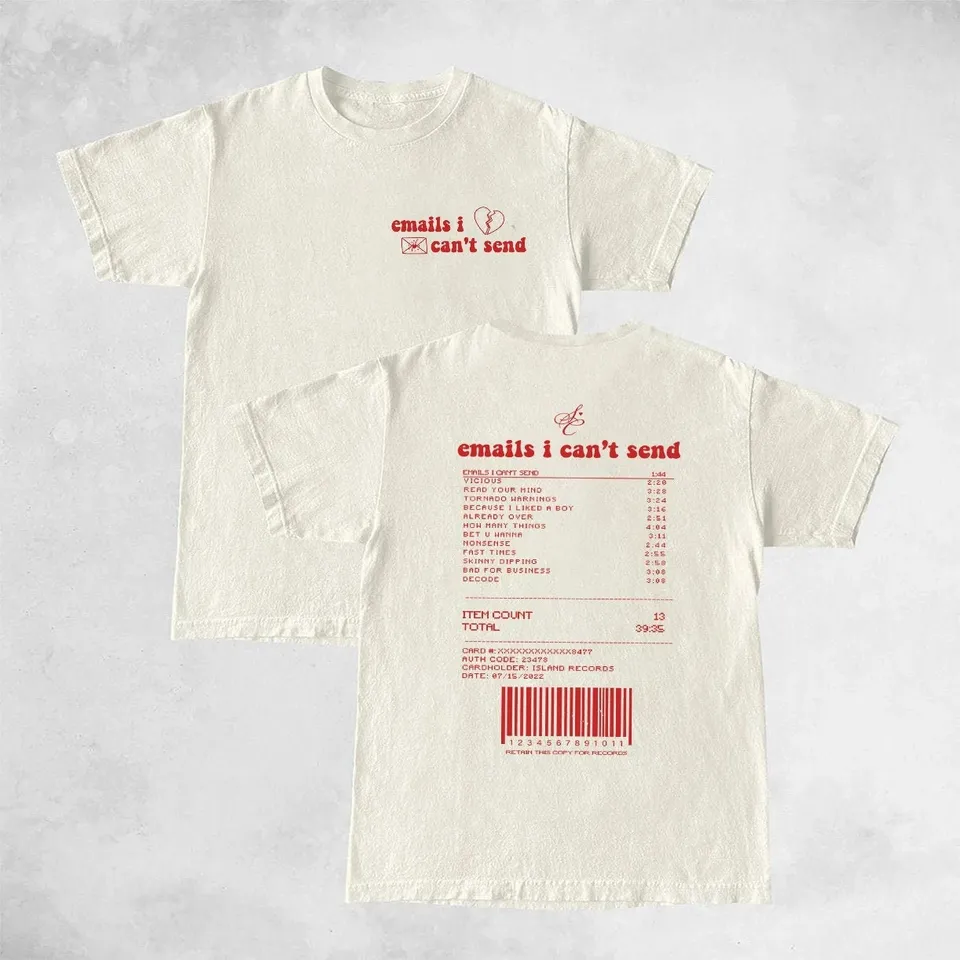 emails i
can't send
SC
emails i can't send
EMAILS I CAN'T SEND 1:44
VICIOUS 2:20
READ YOUR MIND 3:28
TORNADO WARNINGS 3:24
BECAUSE I LIKED A BOY 3:16
ALREADY OVER 2:51
HOW MANY THINGS 4:04
BET U WANNA 3:11
NONSENSE 2:44
FAST TIMES 2:55
SKINNY DIPPING 2:58
BAD FOR BUSINESS 3:08
DECODE 3:08
ITEM COUNT 13
TOTAL 39:35
CARD #: XXXXXXXXXXXX8477
AUTH CODE: 23473
CARDHOLDER: ISLAND RECORDS
DATE: 07/15/2022
1234567891011
RETAIN THIS COPY FOR RECORDS